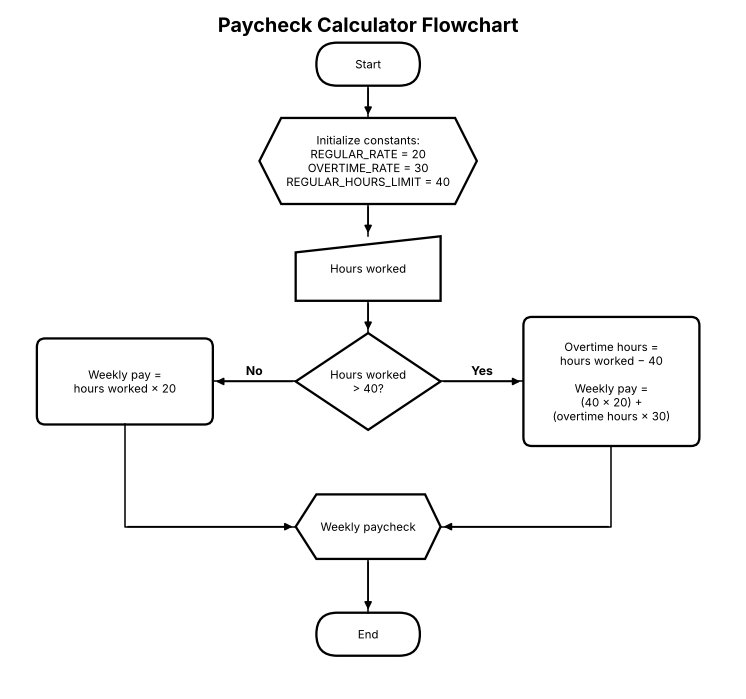 Paycheck Calculator Flowchart
Start
Initialize constants:
REGULAR_RATE = 20
OVERTIME_RATE = 30
REGULAR_HOURS_LIMIT = 40
Hours worked
Hours worked
> 40?
No
Yes
Weekly pay =
hours worked × 20
Overtime hours =
hours worked − 40
Weekly pay =
(40 × 20) +
(overtime hours × 30)
Weekly paycheck
End